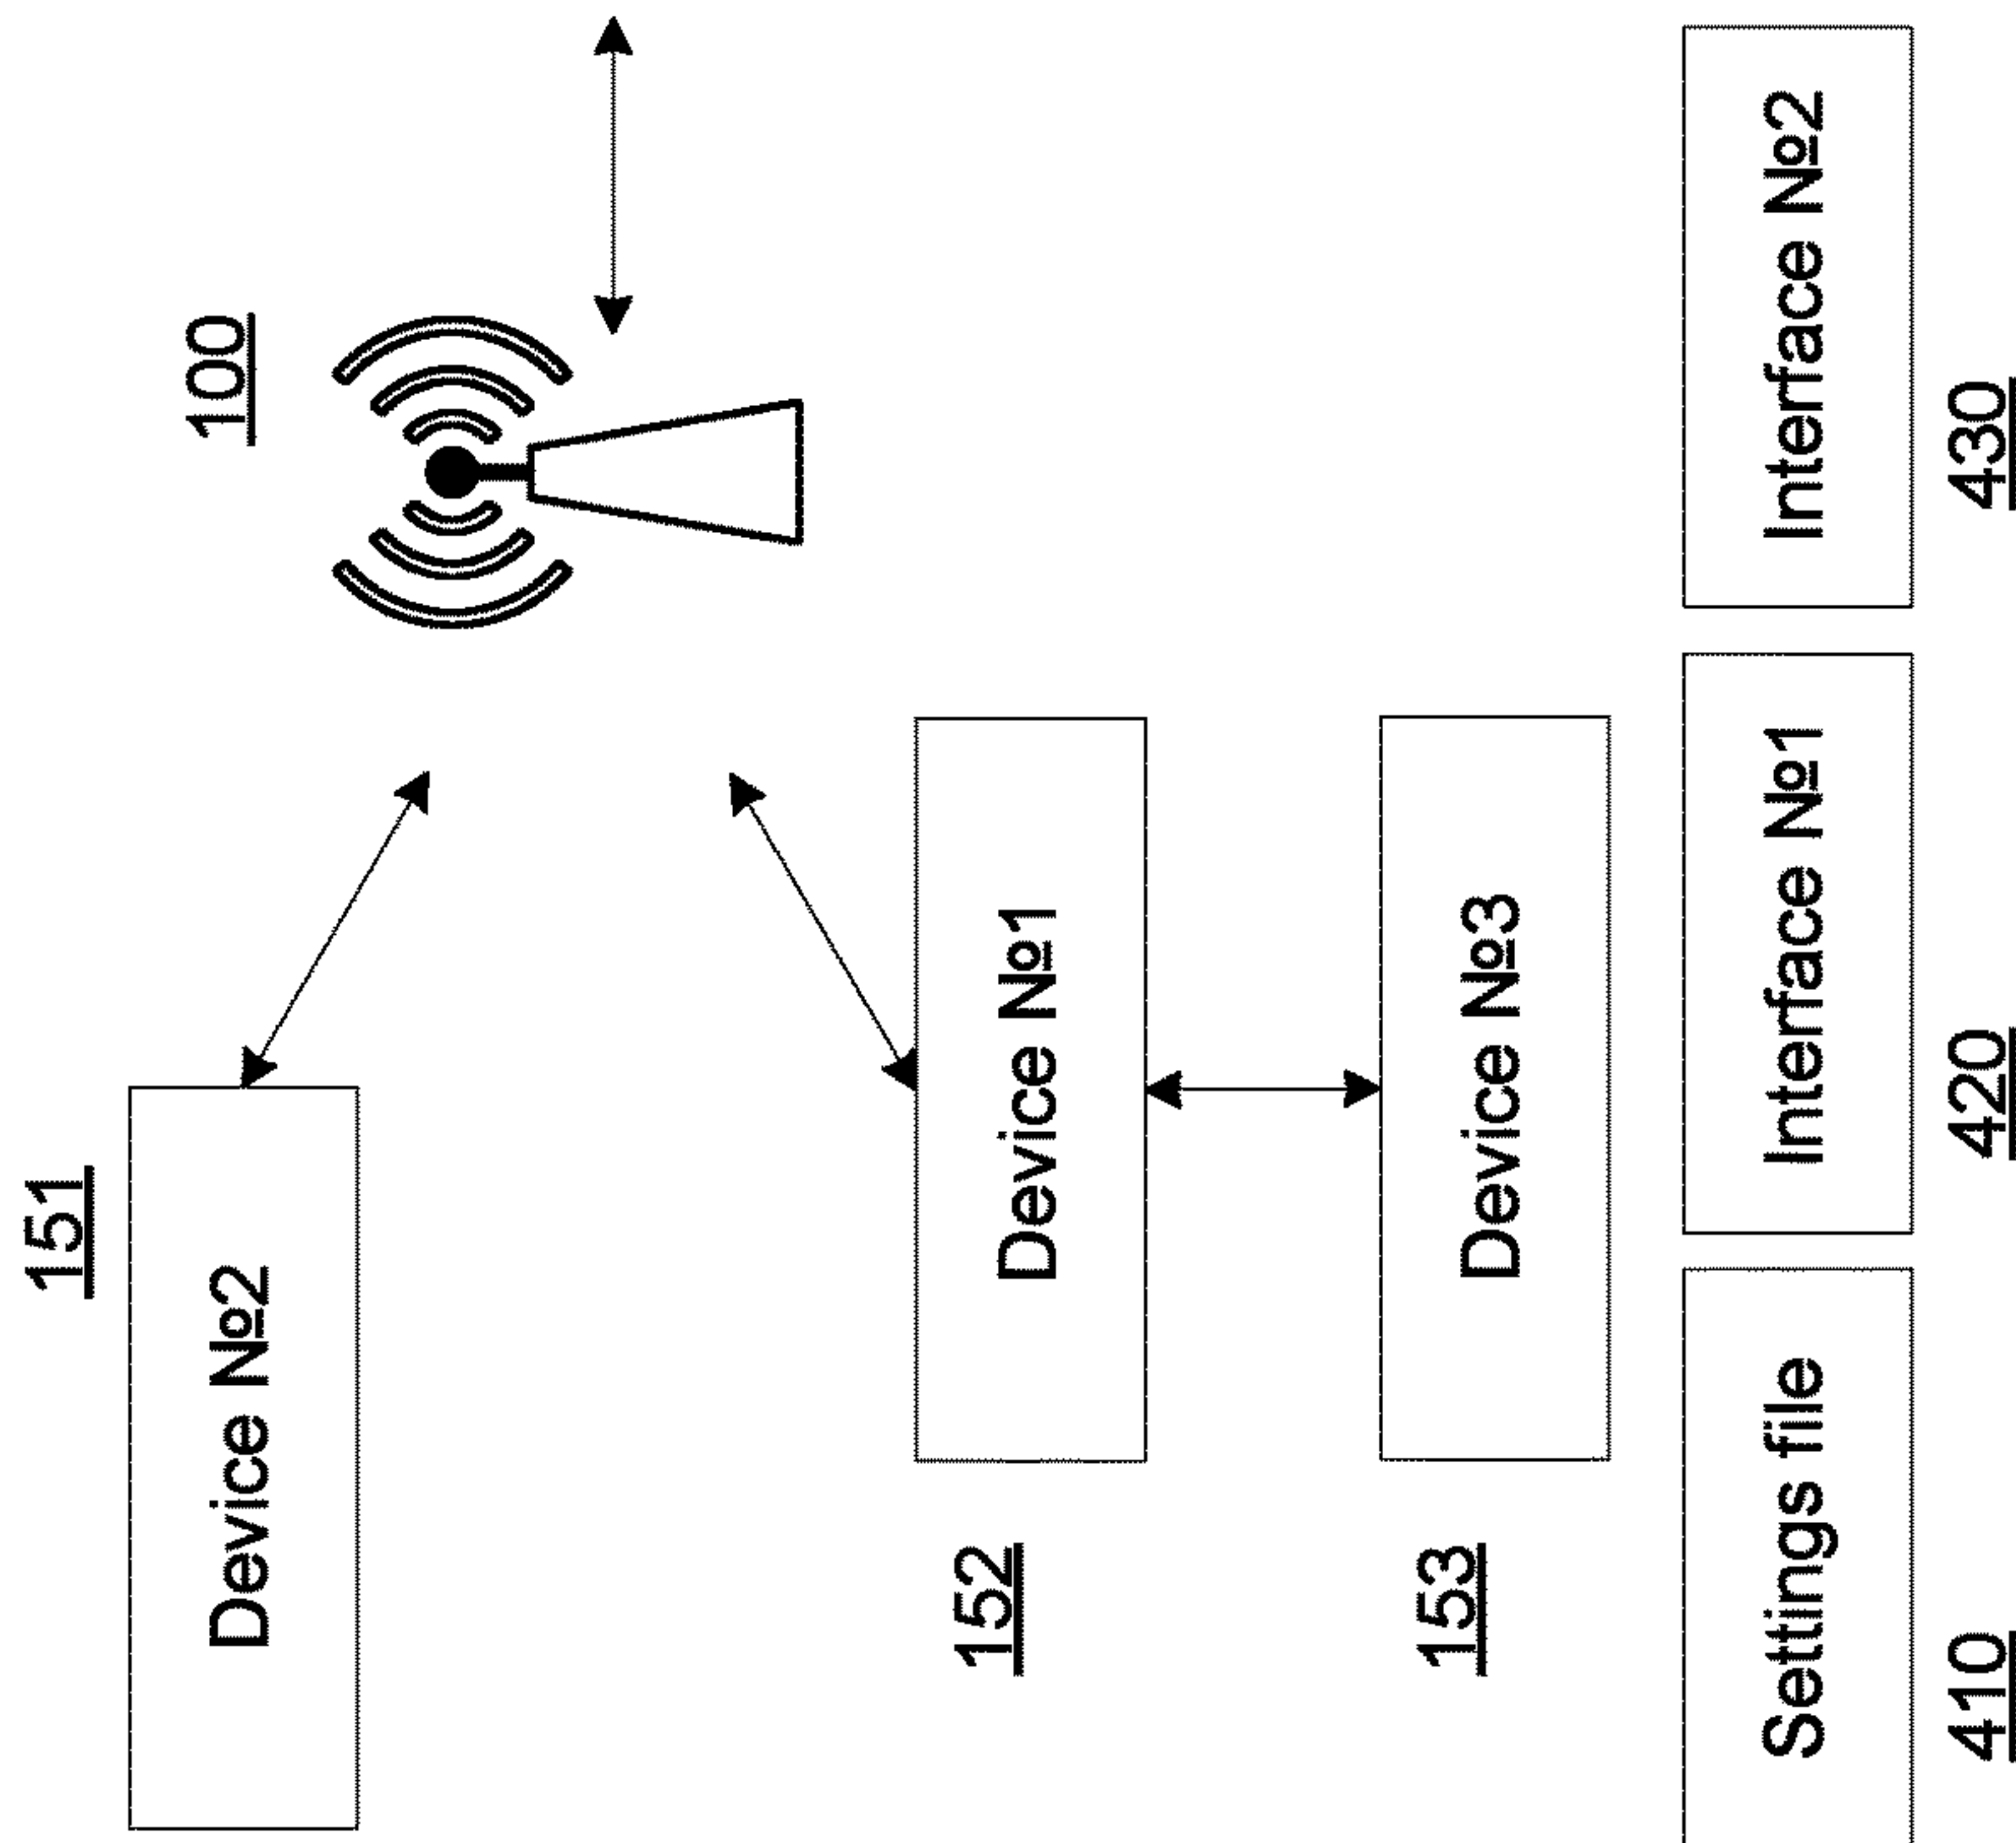 151
Device №2
100
152
Device №1
153
Device №3
Settings file
Interface №1
Interface №2
410
420
430